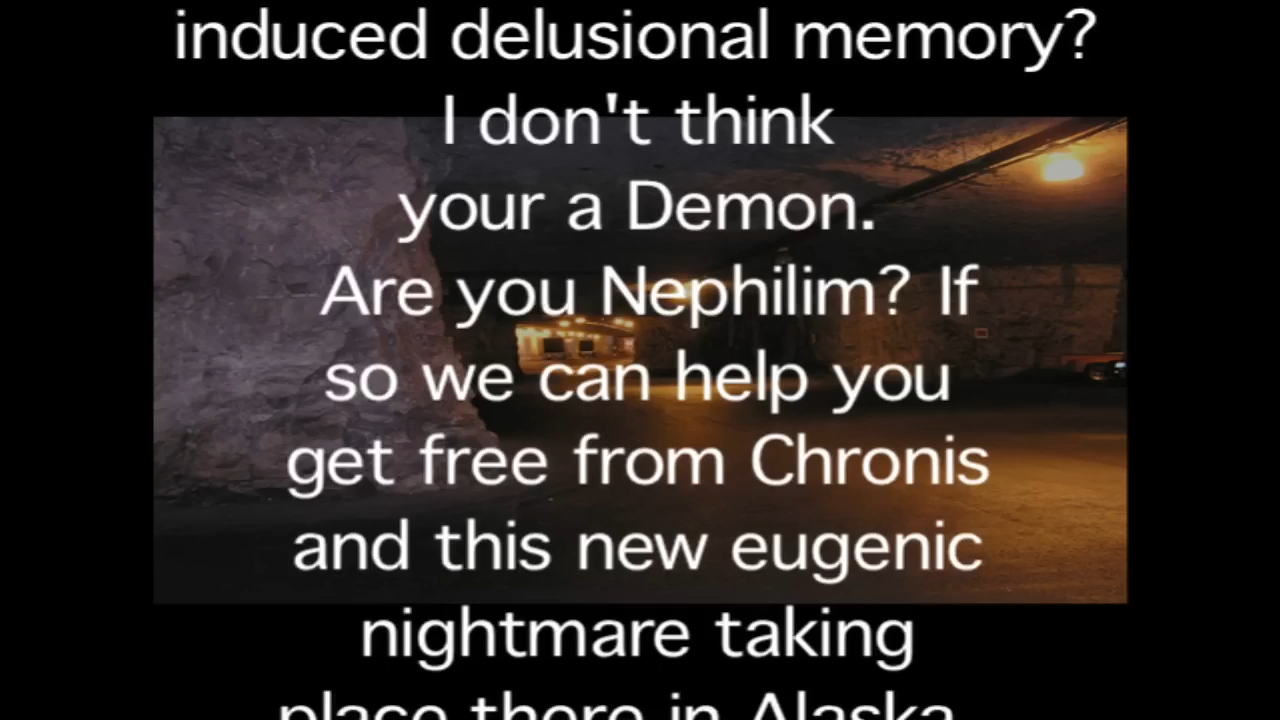 induced delusional memory?
I don't think
your a Demon.
Are you Nephilim? If
so we can help you
get free from Chronis
and this new eugenic
nightmare taking
place there in Alaska